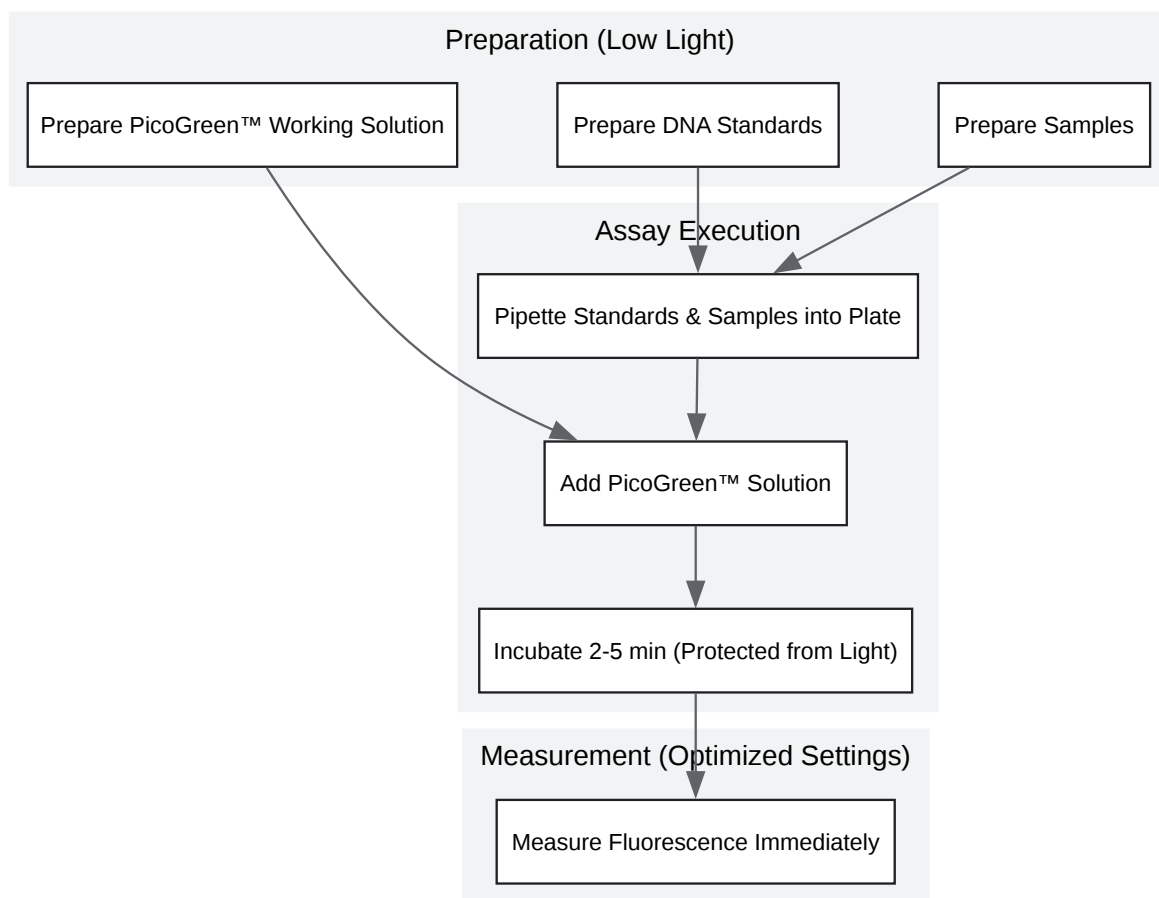 Preparation (Low Light)
Prepare PicoGreen™ Working Solution
Prepare DNA Standards
Prepare Samples
Assay Execution
Pipette Standards & Samples into Plate
Add PicoGreen™ Solution
Incubate 2-5 min (Protected from Light)
Measurement (Optimized Settings)
Measure Fluorescence Immediately